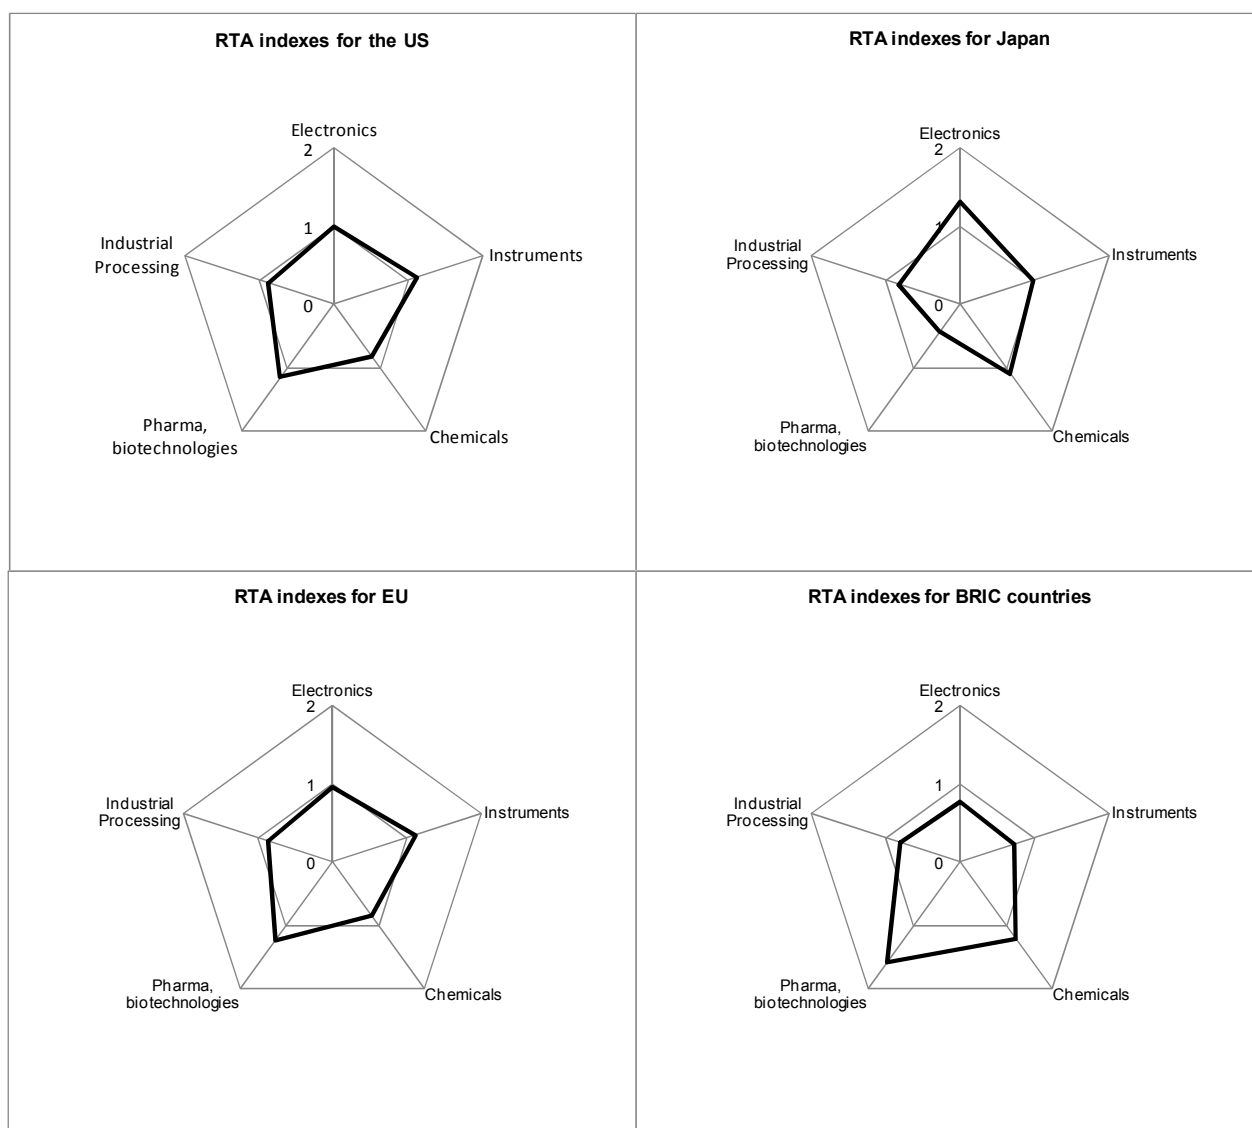 RTA indexes for the US
Electronics
2
1
0
Instruments
Industrial
Processing
Pharma,
biotechnologies
Chemicals
RTA indexes for Japan
Electronics
2
1
0
Instruments
Industrial
Processing
Pharma,
biotechnologies
Chemicals
RTA indexes for EU
Electronics
2
1
0
Instruments
Industrial
Processing
Pharma,
biotechnologies
Chemicals
RTA indexes for BRIC countries
Electronics
2
1
0
Instruments
Industrial
Processing
Pharma,
biotechnologies
Chemicals